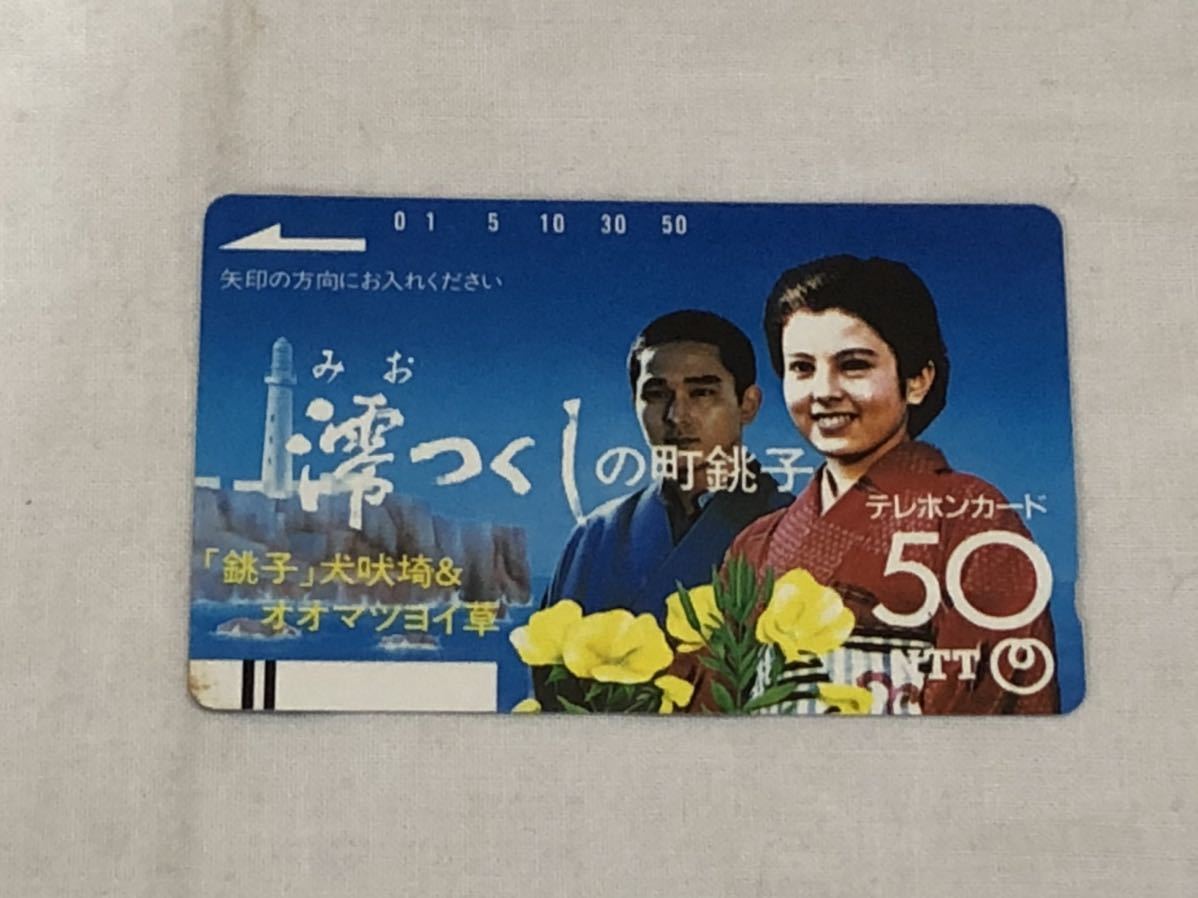 0 1 5 10 30 50
矢印の方向にお入れください
みお
澪つくしの町銚子
テレホンカード
50
「銚子」犬吠埼&
オオマツヨイ草
NTT